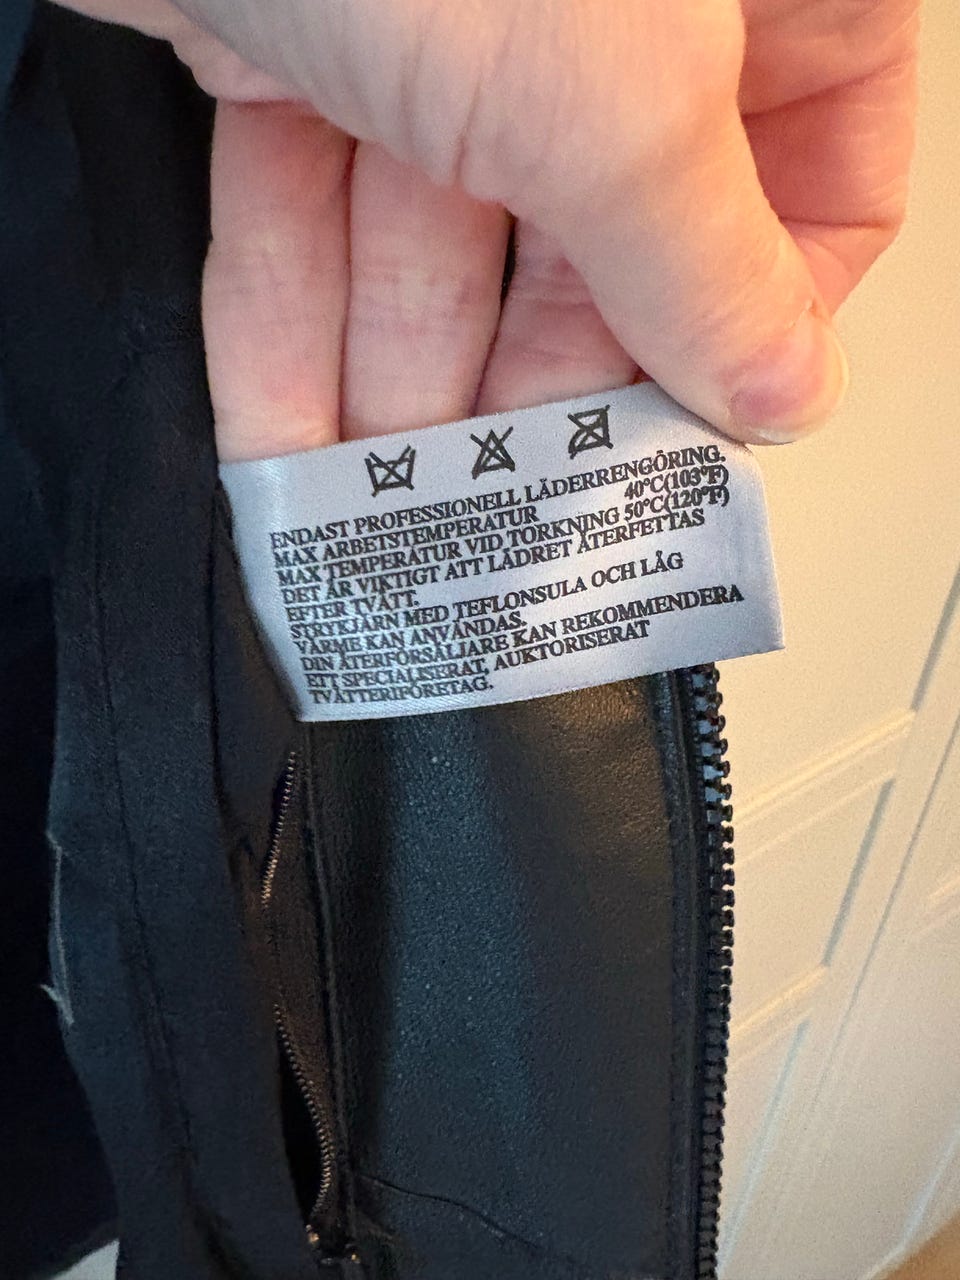 ENDAST PROFESSIONELL LÄDERRENGÖRING.
MAX ARBETSTEMPERATUR 40°C(103°F)
MAX TEMPERATUR VID TORKNING 50°C(120°F)
DET ÄR VIKTIGT ATT LÄDRET ÅTERFETTAS
EFTER TVÄTT.
STRYKJÄRN MED TEFLONSULA OCH LÅG
VÄRME KAN ANVÄNDAS.
DIN ÅTERFÖRSÄLJARE KAN REKOMMENDERA
ETT SPECIALISERAT, AUKTORISERAT
TVÄTTERIFÖRETAG.